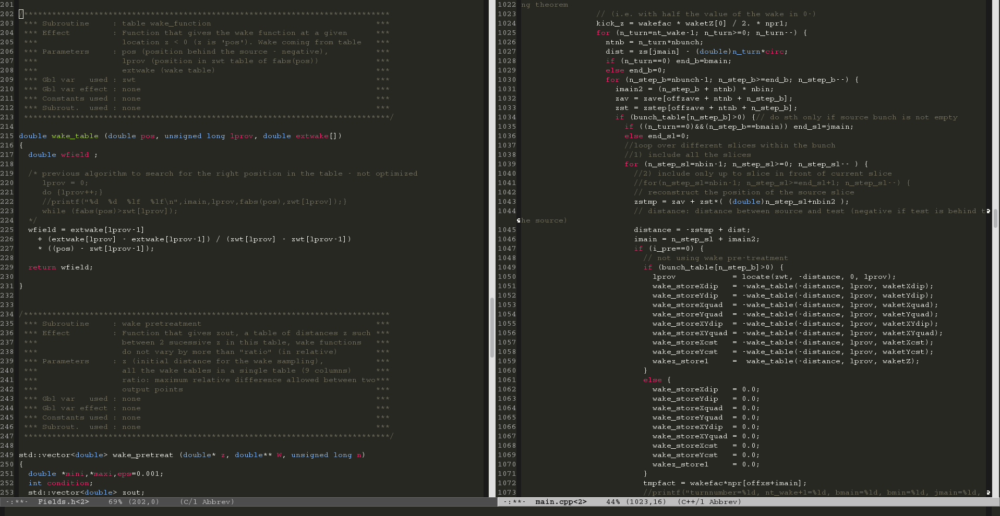 201
202 /******************************************************************************
203  *** Subroutine     : table wake_function                                   ***
204  *** Effect         : Function that gives the wake function at a given      ***
205  ***                  location z < 0 (z is 'pos'). Wake coming from table   ***
206  *** Parameters     : pos (position behind the source - negative),          ***
207  ***                  lprov (position in zwt table of fabs(pos))            ***
208  ***                  extwake (wake table)                                  ***
209  *** Gbl var   used : zwt                                                   ***
210  *** Gbl var effect : none                                                  ***
211  *** Constants used : none                                                  ***
212  *** Subrout.  used : none                                                  ***
213  ******************************************************************************/
214
215 double wake_table (double pos, unsigned long lprov, double extwake[])
216 {
217   double wfield ;
218
219   /* previous algorithm to search for the right position in the table - not optimized
220      lprov = 0;
221      do {lprov++;}
222      //printf("%d  %d  %lf  %lf\n",imain,lprov,fabs(pos),zwt[lprov]);}
223      while (fabs(pos)>zwt[lprov]);
224   */
225   wfield = extwake[lprov-1]
226     + (extwake[lprov] - extwake[lprov-1]) / (zwt[lprov] - zwt[lprov-1])
227     * ((pos) - zwt[lprov-1]);
228
229   return wfield;
230
231 }
232
233
234 /******************************************************************************
235  *** Subroutine     : wake pretreatment                                     ***
236  *** Effect         : Function that gives zout, a table of distances z such ***
237  ***                  between 2 sucessive z in this table, wake functions   ***
238  ***                  do not vary by more than "ratio" (in relative)        ***
239  *** Parameters     : z (initial distance for the wake sampling),           ***
240  ***                  all the wake tables in a single table (9 columns)     ***
241  ***                  ratio: maximum relative difference allowed between two***
242  ***                  output points                                         ***
243  *** Gbl var   used : none                                                  ***
244  *** Gbl var effect : none                                                  ***
245  *** Constants used : none                                                  ***
246  *** Subrout.  used : none                                                  ***
247  ******************************************************************************/
248
249 std::vector<double> wake_pretreat (double* z, double** W, unsigned long n)
250 {
251   double *mini,*maxi,eps=0.001;
252   int condition;
253   std::vector<double> zout;
-:**-  Fields.h<2>    69% (202,0)    (C/l Abbrev)
1022 ng theorem
1023                 // (i.e. with half the value of the wake in 0-)
1024                 kick_z = wakefac * waketZ[0] / 2. * npr1;
1025                 for (n_turn=nt_wake-1; n_turn>=0; n_turn--) {
1026                   ntnb = n_turn*nbunch;
1027                   dist = zs[jmain] - (double)n_turn*circ;
1028                   if (n_turn==0) end_b=bmain;
1029                   else end_b=0;
1030                   for (n_step_b=nbunch-1; n_step_b>=end_b; n_step_b--) {
1031                     imain2 = (n_step_b + ntnb) * nbin;
1032                     zav = zave[offzave + ntnb + n_step_b];
1033                     zst = zstep[offzave + ntnb + n_step_b];
1034                     if (bunch_table[n_step_b]>0) {// do sth only if source bunch is not empty
1035                       if ((n_turn==0)&&(n_step_b==bmain)) end_sl=jmain;
1036                       else end_sl=0;
1037                       //loop over different slices within the bunch
1038                       //1) include all the slices
1039                       for (n_step_sl=nbin-1; n_step_sl>=0; n_step_sl-- ) {
1040                         //2) include only up to slice in front of current slice
1041                         //for(n_step_sl=nbin-1; n_step_sl>=end_sl+1; n_step_sl--) {
1042                         // reconstruct the position of the source slice
1043                         zstmp = zav + zst*( (double)n_step_sl+nbin2 );
1044                         // distance: distance between source and test (negative if test is behind t
he source)
1045                         distance = -zstmp + dist;
1046                         imain = n_step_sl + imain2;
1047                         if (i_pre==0) {
1048                           // not using wake pre-treatment
1049                           if (bunch_table[n_step_b]>0) {
1050                             lprov            = locate(zwt, -distance, 0, lprov);
1051                             wake_storeXdip   = -wake_table(-distance, lprov, waketXdip);
1052                             wake_storeYdip   = -wake_table(-distance, lprov, waketYdip);
1053                             wake_storeXquad  = -wake_table(-distance, lprov, waketXquad);
1054                             wake_storeYquad  = -wake_table(-distance, lprov, waketYquad);
1055                             wake_storeXYdip  = -wake_table(-distance, lprov, waketXYdip);
1056                             wake_storeXYquad = -wake_table(-distance, lprov, waketXYquad);
1057                             wake_storeXcst   = -wake_table(-distance, lprov, waketXcst);
1058                             wake_storeYcst   = -wake_table(-distance, lprov, waketYcst);
1059                             wakez_store1     =  wake_table(-distance, lprov, waketZ);
1060                           }
1061                           else {
1062                             wake_storeXdip   = 0.0;
1063                             wake_storeYdip   = 0.0;
1064                             wake_storeXquad  = 0.0;
1065                             wake_storeYquad  = 0.0;
1066                             wake_storeXYdip  = 0.0;
1067                             wake_storeXYquad = 0.0;
1068                             wake_storeXcst   = 0.0;
1069                             wake_storeYcst   = 0.0;
1070                             wakez_store1     = 0.0;
1071                           }
1072                           tmpfact = wakefac*npr[offxs+imain];
1073                           //printf("turnnumber=%ld, nt_wake+1=%ld, bmain=%ld, bmin=%ld, jmain=%ld,
-:**-  main.cpp<2>    44% (1023,16)  (C++/l Abbrev)